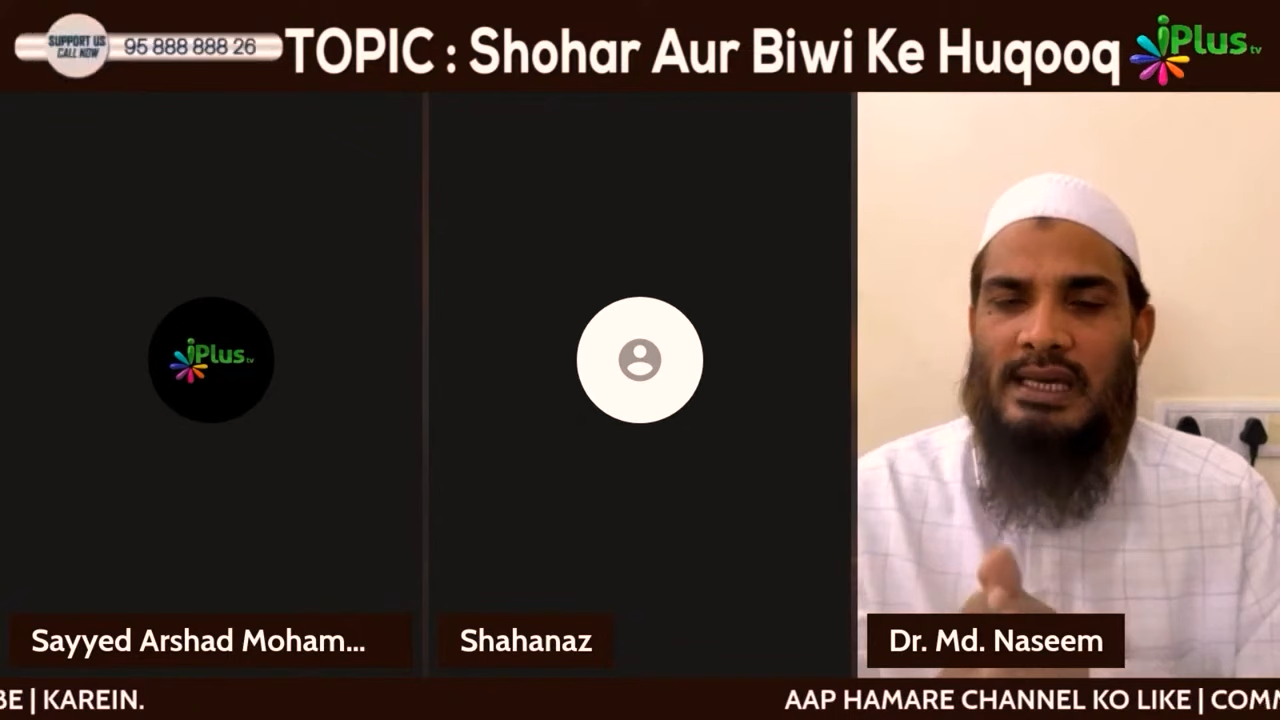 SUPPORT US
CALL NOW
95 888 888 26
TOPIC : Shohar Aur Biwi Ke Huqooq
iPlus tv
iPlus tv
Sayyed Arshad Moham...
Shahanaz
Dr. Md. Naseem
BE | KAREIN.
AAP HAMARE CHANNEL KO LIKE | COMM